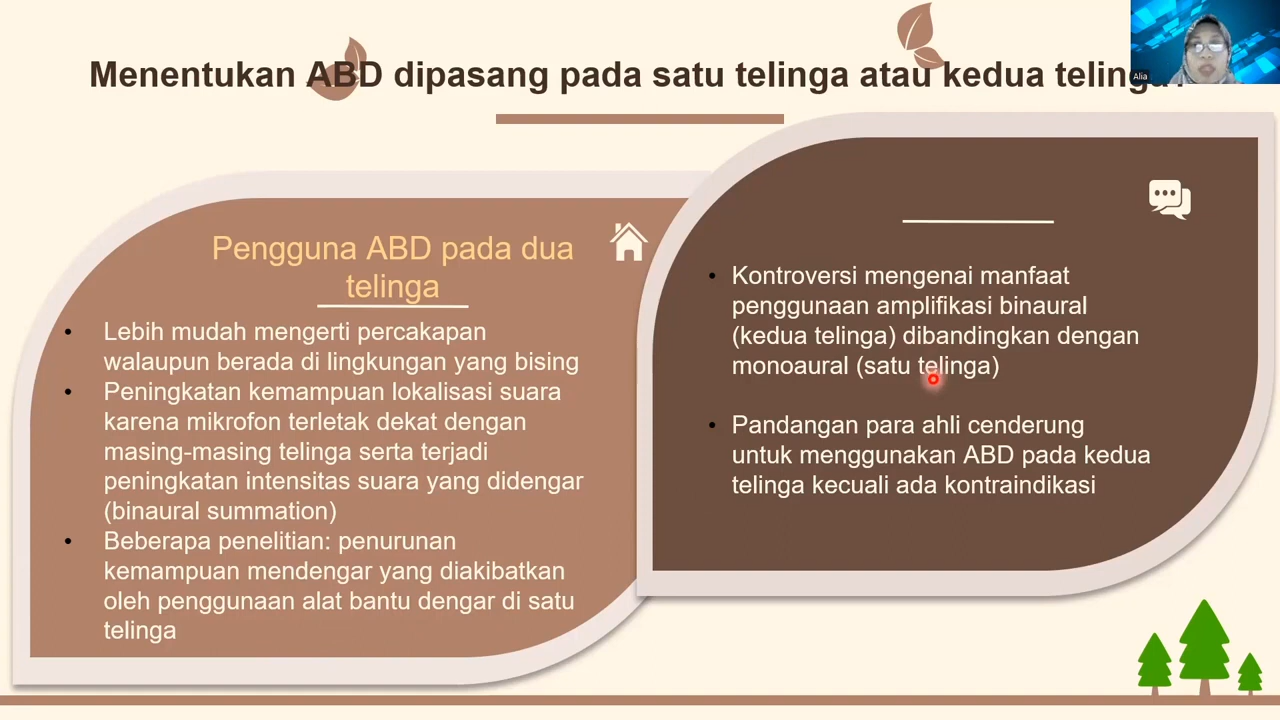 Menentukan ABD dipasang pada satu telinga atau kedua telinga?
Alia
Pengguna ABD pada dua
telinga
• Lebih mudah mengerti percakapan
walaupun berada di lingkungan yang bising
• Peningkatan kemampuan lokalisasi suara
karena mikrofon terletak dekat dengan
masing-masing telinga serta terjadi
peningkatan intensitas suara yang didengar
(binaural summation)
• Beberapa penelitian: penurunan
kemampuan mendengar yang diakibatkan
oleh penggunaan alat bantu dengar di satu
telinga
• Kontroversi mengenai manfaat
penggunaan amplifikasi binaural
(kedua telinga) dibandingkan dengan
monoaural (satu telinga)
• Pandangan para ahli cenderung
untuk menggunakan ABD pada kedua
telinga kecuali ada kontraindikasi